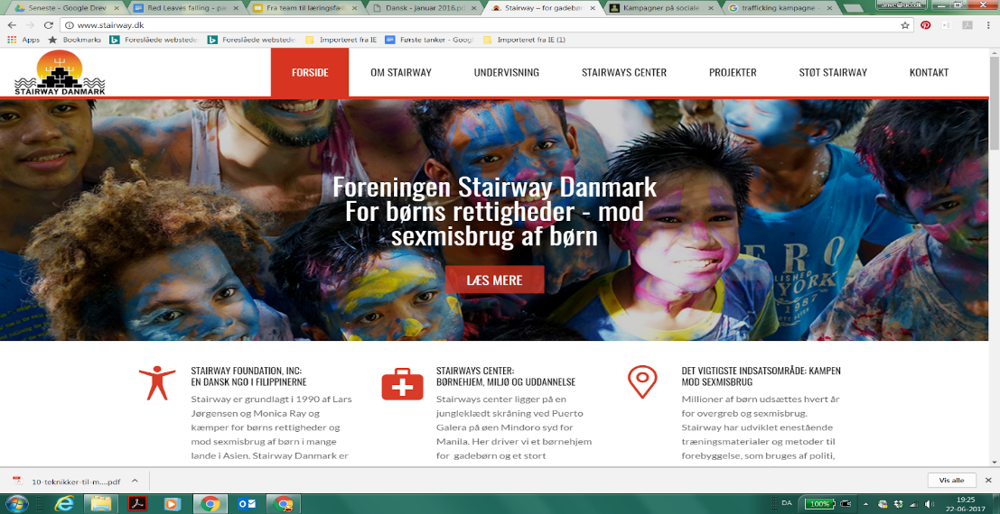 Seneste - Google Drev
Red Leaves falling - pa
Fra team til læringsfæll
Dansk - januar 2016.pd
Stairway – for gadebørn
Kampagner på sociale
trafficking kampagne -
www.stairway.dk
Apps
Bookmarks
Foreslåede websteder
Foreslåede websteder
Importeret fra IE
Første tanker - Googl
Importeret fra IE (1)
STAIRWAY DANMARK
FORSIDE
OM STAIRWAY
UNDERVISNING
STAIRWAYS CENTER
PROJEKTER
STØT STAIRWAY
KONTAKT
Foreningen Stairway Danmark
For børns rettigheder - mod
sexmisbrug af børn
LÆS MERE
STAIRWAY FOUNDATION, INC:
EN DANSK NGO I FILIPPINERNE
Stairway er grundlagt i 1990 af Lars
Jørgensen og Monica Ray og
kæmper for børns rettigheder og
mod sexmisbrug af børn i mange
lande i Asien. Stairway Danmark er
STAIRWAYS CENTER:
BØRNEHJEM, MILJØ OG UDDANNELSE
Stairways center ligger på en
jungleklædt skråning ved Puerto
Galera på øen Mindoro syd for
Manila. Her driver vi et børnehjem
for gadebørn og et stort
DET VIGTIGSTE INDSATSOMRÅDE: KAMPEN
MOD SEXMISBRUG
Millioner af børn udsættes hvert år
for overgreb og sexmisbrug.
Stairway har udviklet enestående
træningsmaterialer og metoder til
forebyggelse, som bruges af politi,
10-teknikker-til-m....pdf
Vis alle
DA
100%
19:25
22-06-2017